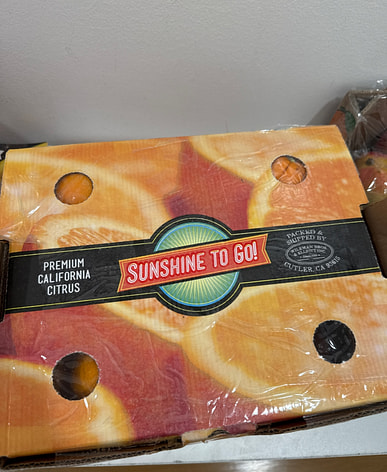 PREMIUM
CALIFORNIA
CITRUS
SUNSHINE TO GO!
PACKED &
SHIPPED BY
CUTLER, CA